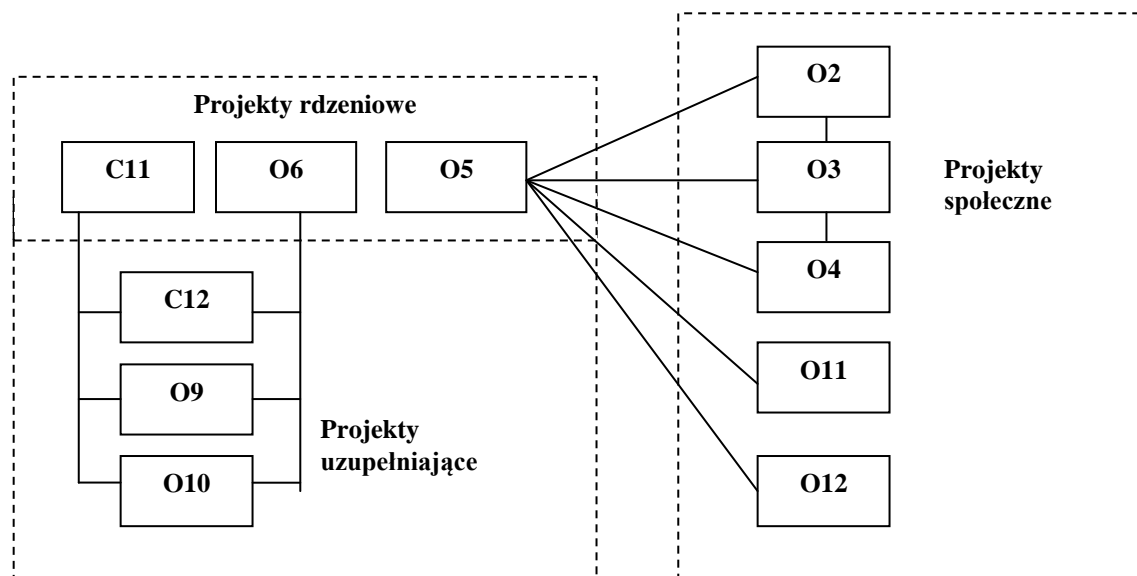 Projekty rdzeniowe
C11
O6
O5
C12
O9
O10
Projekty
uzupełniające
O2
O3
O4
O11
O12
Projekty
społeczne